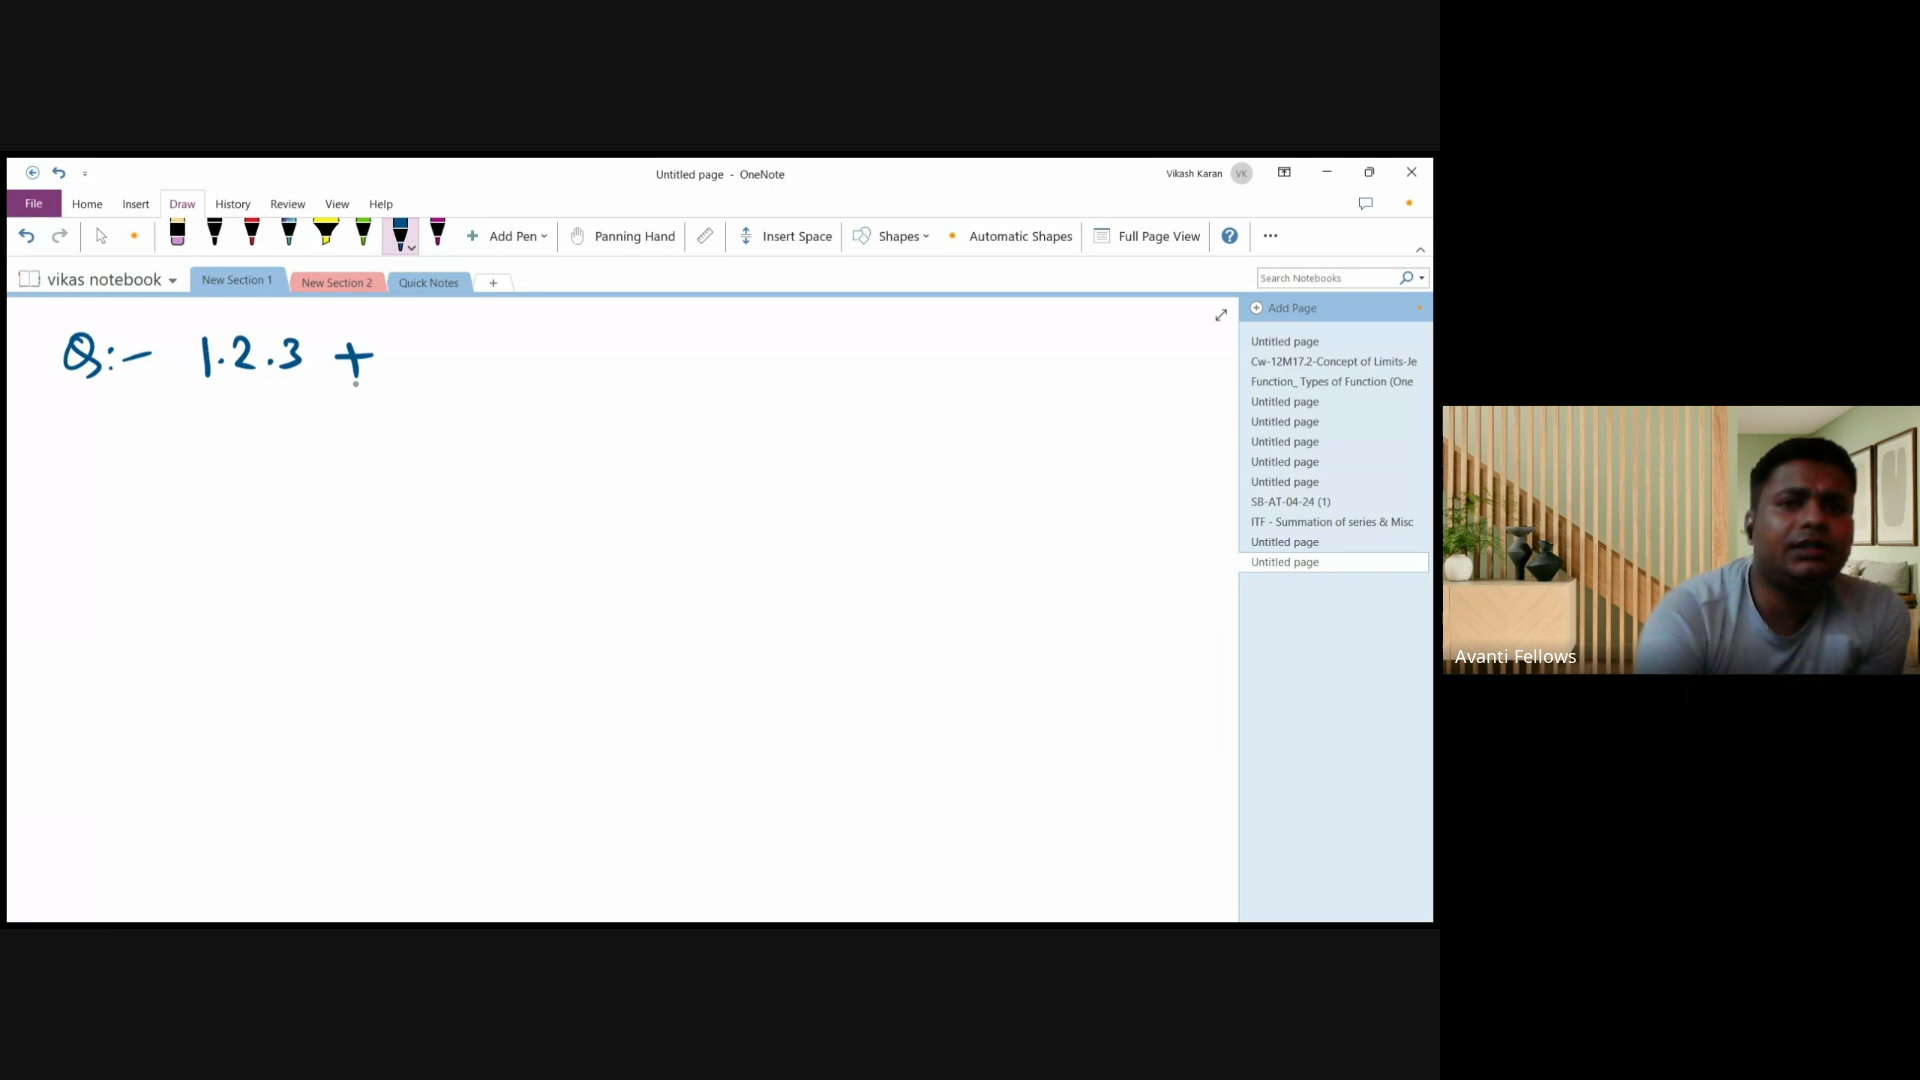 Untitled page - OneNote
Vikash Karan VK
File Home Insert Draw History Review View Help
Add Pen Panning Hand Insert Space Shapes Automatic Shapes Full Page View ? ...
vikas notebook New Section 1 New Section 2 Quick Notes + Search Notebooks
Q:- 1.2.3 +
Add Page
Untitled page
Cw-12M17.2-Concept of Limits-Je
Function_ Types of Function (One
Untitled page
Untitled page
Untitled page
Untitled page
Untitled page
SB-AT-04-24 (1)
ITF - Summation of series & Misc
Untitled page
Untitled page
Avanti Fellows